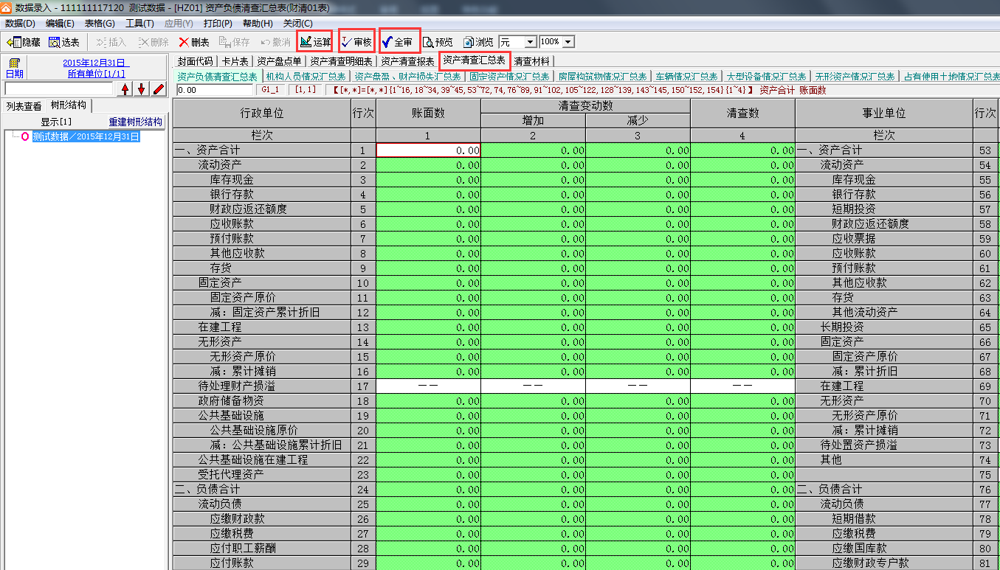 数据录入 - 111111117120  测试数据 - [HZ01] 资产负债清查汇总表(财清01表)
数据(D) 编辑(E) 表格(G) 工具(T) 应用(Y) 打印(P) 帮助(H) 关闭(C)
隐藏 选表 插入 删除 删表 保存 撤消 运算 审核 全审 预览 浏览 元 100%
日期 2015年12月31日 所有单位[1/1]
封面代码 卡片表 资产盘点单 资产清查明细表 资产清查报表 资产清查汇总表 清查材料
资产负债清查汇总表 机构人员情况汇总表 资产盘盈、财产损失汇总表 固定资产情况汇总表 房屋构筑物情况汇总表 车辆情况汇总表 大型设备情况汇总表 无形资产情况汇总表 占有使用土地情况汇总表
0.00 G1_1 [1,1] 【[*,*]=[*,*]{1~16,18~34,39~45,53~72,74,76~89,91~102,105~122,128~139,143~145,150~152,154}{1~4}】 资产合计 账面数
列表查看 树形结构
显示[1] 重建树形结构
测试数据／2015年12月31日
行政单位 行次 账面数 清查变动数 清查数 事业单位 行次
增加 减少
栏次 1 2 3 4 栏次
一、资产合计 1 0.00 0.00 0.00 0.00 一、资产合计 53
流动资产 2 0.00 0.00 0.00 0.00 流动资产 54
库存现金 3 0.00 0.00 0.00 0.00 库存现金 55
银行存款 4 0.00 0.00 0.00 0.00 银行存款 56
财政应返还额度 5 0.00 0.00 0.00 0.00 短期投资 57
应收账款 6 0.00 0.00 0.00 0.00 财政应返还额度 58
预付账款 7 0.00 0.00 0.00 0.00 应收票据 59
其他应收款 8 0.00 0.00 0.00 0.00 应收账款 60
存货 9 0.00 0.00 0.00 0.00 预付账款 61
固定资产 10 0.00 0.00 0.00 0.00 其他应收款 62
固定资产原价 11 0.00 0.00 0.00 0.00 存货 63
减：固定资产累计折旧 12 0.00 0.00 0.00 0.00 其他流动资产 64
在建工程 13 0.00 0.00 0.00 0.00 长期投资 65
无形资产 14 0.00 0.00 0.00 0.00 固定资产 66
无形资产原价 15 0.00 0.00 0.00 0.00 固定资产原价 67
减：累计摊销 16 0.00 0.00 0.00 0.00 减：累计折旧 68
待处理财产损溢 17 —— —— —— —— 在建工程 69
政府储备物资 18 0.00 0.00 0.00 0.00 无形资产 70
公共基础设施 19 0.00 0.00 0.00 0.00 无形资产原价 71
公共基础设施原价 20 0.00 0.00 0.00 0.00 减：累计摊销 72
减：公共基础设施累计折旧 21 0.00 0.00 0.00 0.00 待处置资产损溢 73
公共基础设施在建工程 22 0.00 0.00 0.00 0.00 其他 74
受托代理资产 23 0.00 0.00 0.00 0.00 75
二、负债合计 24 0.00 0.00 0.00 0.00 二、负债合计 76
流动负债 25 0.00 0.00 0.00 0.00 流动负债 77
应缴财政款 26 0.00 0.00 0.00 0.00 短期借款 78
应缴税费 27 0.00 0.00 0.00 0.00 应缴税费 79
应付职工薪酬 28 0.00 0.00 0.00 0.00 应缴国库款 80
应付账款 29 0.00 0.00 0.00 0.00 应缴财政专户款 81